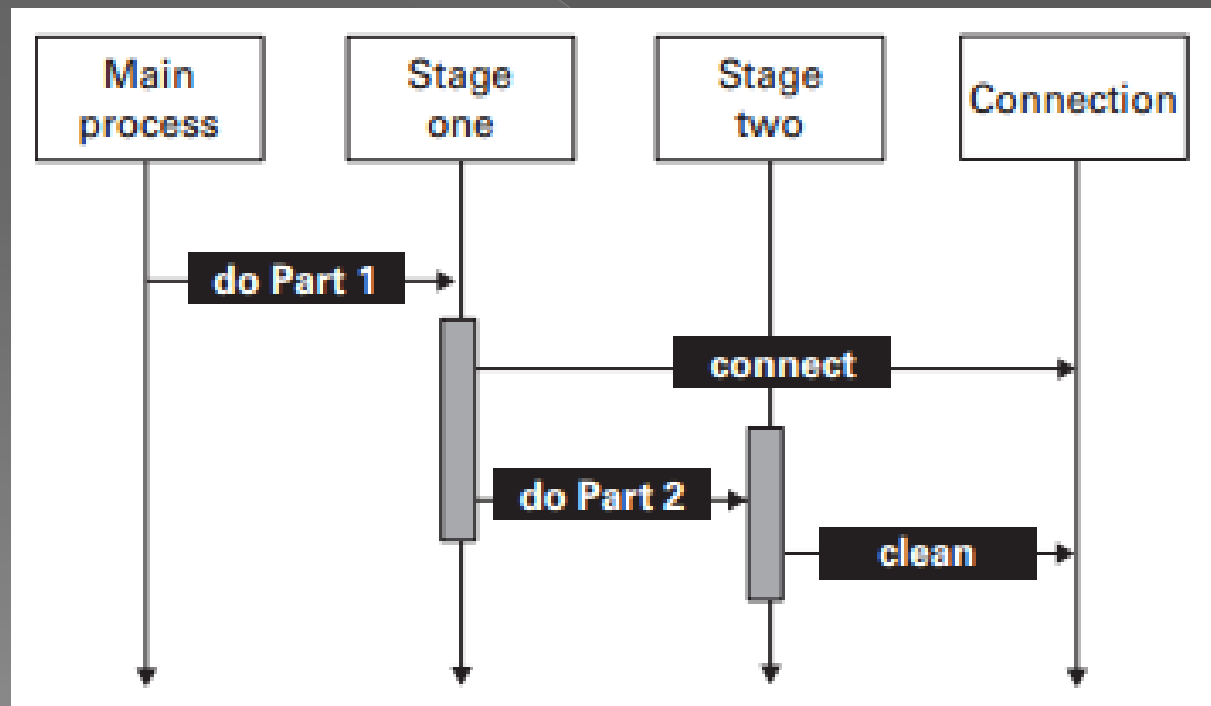 Main
process
Stage
one
Stage
two
Connection
do Part 1
connect
do Part 2
clean